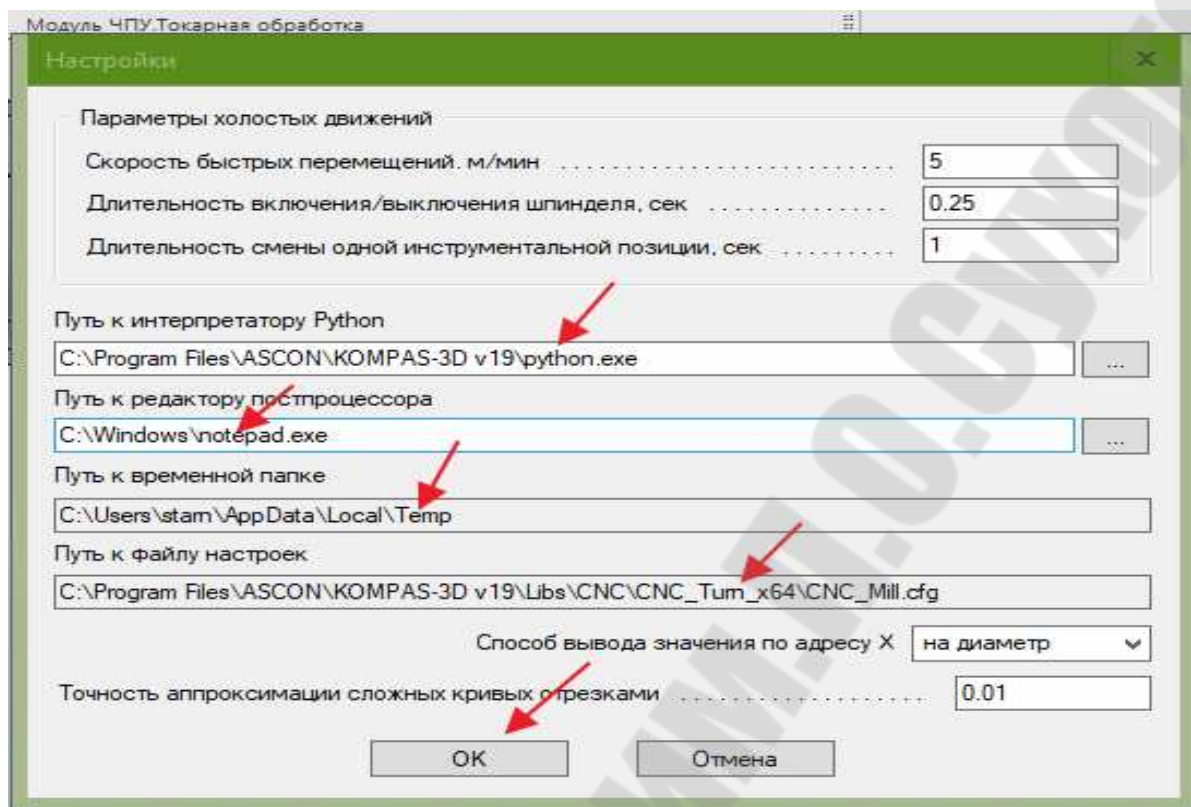 Модуль ЧПУ.Токарная обработка
Настройки
Параметры холостых движений
Скорость быстрых перемещений. м/мин 5
Длительность включения/выключения шпинделя, сек 0.25
Длительность смены одной инструментальной позиции, сек 1
Путь к интерпретатору Python
C:\Program Files\ASCON\KOMPAS-3D v19\python.exe ...
Путь к редактору постпроцессора
C:\Windows\notepad.exe ...
Путь к временной папке
C:\Users\starn\AppData\Local\Temp
Путь к файлу настроек
C:\Program Files\ASCON\KOMPAS-3D v19\Libs\CNC\CNC_Turn_x64\CNC_Mill.cfg
Способ вывода значения по адресу X на диаметр
Точность аппроксимации сложных кривых отрезками 0.01
OK Отмена